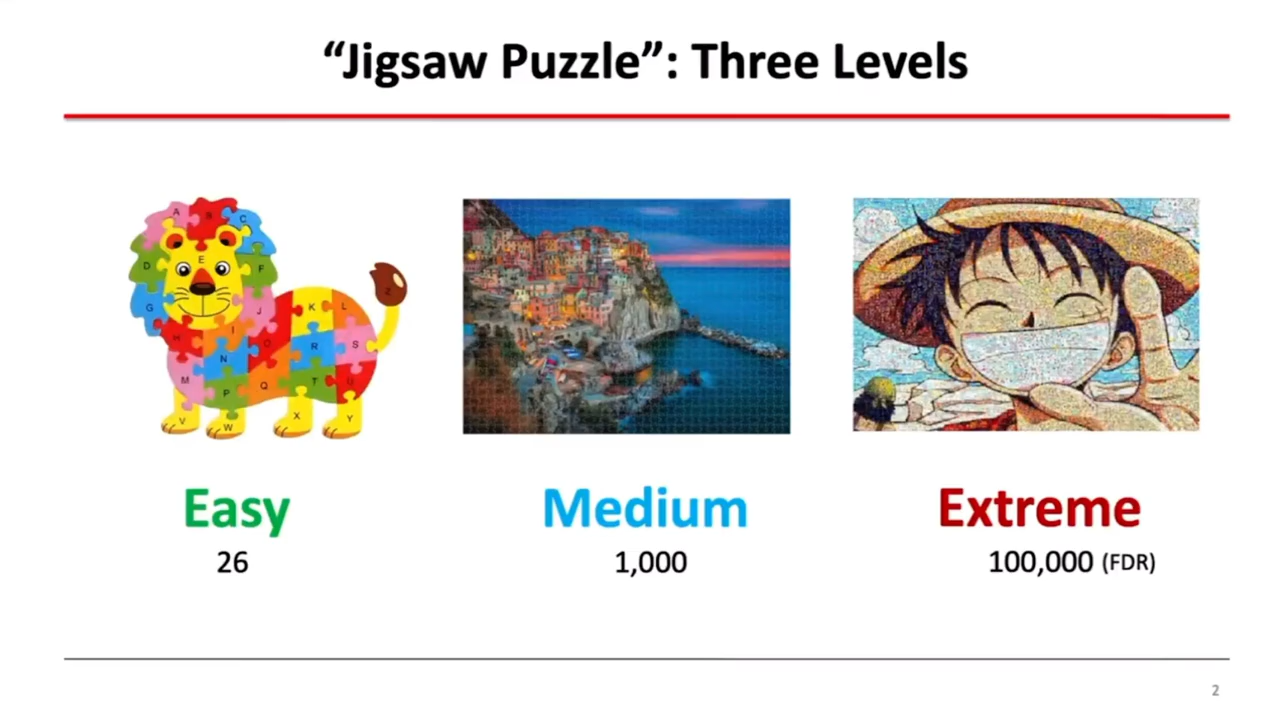 “Jigsaw Puzzle”: Three Levels
A B C
D E F
G J K L
H I O R S
N
M P Q T U
V W X Y
Z
Easy Medium Extreme
26 1,000 100,000 (FDR)
2